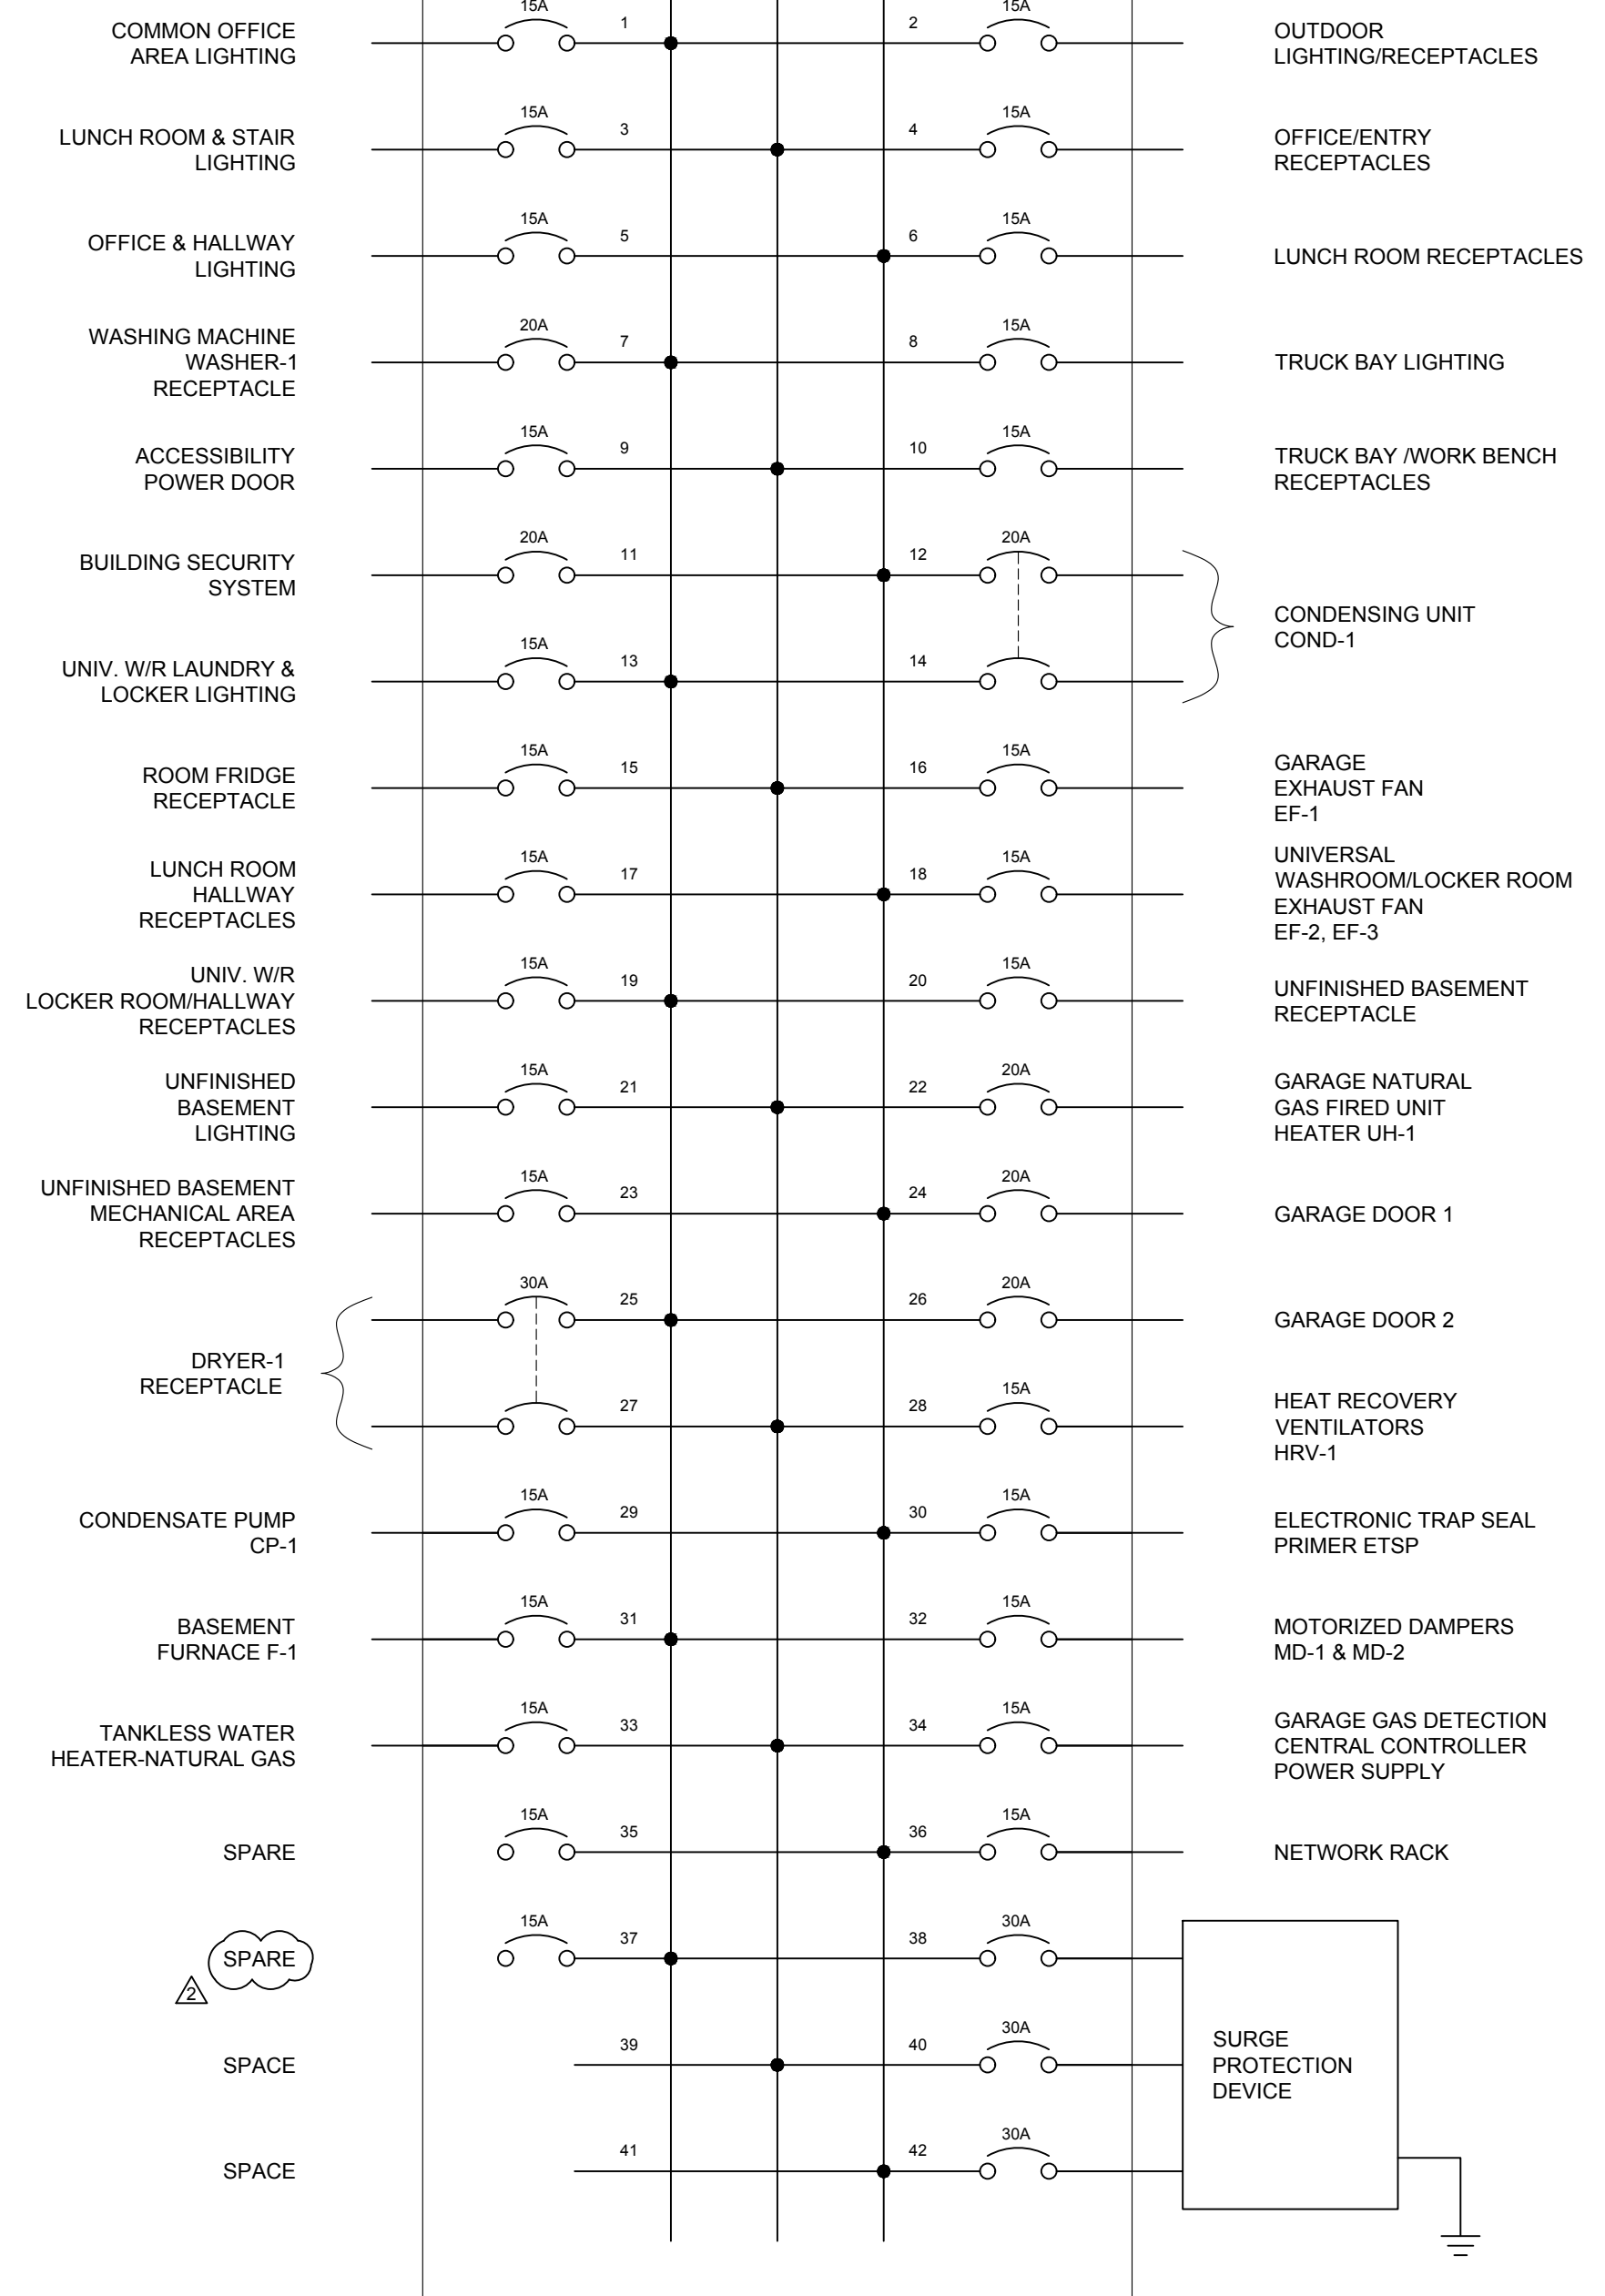 15A 1 2 15A
COMMON OFFICE
AREA LIGHTING
OUTDOOR
LIGHTING/RECEPTACLES
15A 3 4 15A
LUNCH ROOM & STAIR
LIGHTING
OFFICE/ENTRY
RECEPTACLES
15A 5 6 15A
OFFICE & HALLWAY
LIGHTING
LUNCH ROOM RECEPTACLES
20A 7 8 15A
WASHING MACHINE
WASHER-1
RECEPTACLE
TRUCK BAY LIGHTING
15A 9 10 15A
ACCESSIBILITY
POWER DOOR
TRUCK BAY /WORK BENCH
RECEPTACLES
20A 11 12 20A
BUILDING SECURITY
SYSTEM
CONDENSING UNIT
COND-1
15A 13 14
UNIV. W/R LAUNDRY &
LOCKER LIGHTING
15A 15 16 15A
ROOM FRIDGE
RECEPTACLE
GARAGE
EXHAUST FAN
EF-1
15A 17 18 15A
LUNCH ROOM
HALLWAY
RECEPTACLES
UNIVERSAL
WASHROOM/LOCKER ROOM
EXHAUST FAN
EF-2, EF-3
15A 19 20 15A
UNIV. W/R
LOCKER ROOM/HALLWAY
RECEPTACLES
UNFINISHED BASEMENT
RECEPTACLE
15A 21 22 20A
UNFINISHED
BASEMENT
LIGHTING
GARAGE NATURAL
GAS FIRED UNIT
HEATER UH-1
15A 23 24 20A
UNFINISHED BASEMENT
MECHANICAL AREA
RECEPTACLES
GARAGE DOOR 1
30A 25 26 20A
DRYER-1
RECEPTACLE
GARAGE DOOR 2
27 28 15A
HEAT RECOVERY
VENTILATORS
HRV-1
15A 29 30 15A
CONDENSATE PUMP
CP-1
ELECTRONIC TRAP SEAL
PRIMER ETSP
15A 31 32 15A
BASEMENT
FURNACE F-1
MOTORIZED DAMPERS
MD-1 & MD-2
15A 33 34 15A
TANKLESS WATER
HEATER-NATURAL GAS
GARAGE GAS DETECTION
CENTRAL CONTROLLER
POWER SUPPLY
15A 35 36 15A
SPARE
NETWORK RACK
15A 37 38 30A
SPARE
2
39 40 30A
SPACE
SURGE
PROTECTION
DEVICE
41 42 30A
SPACE